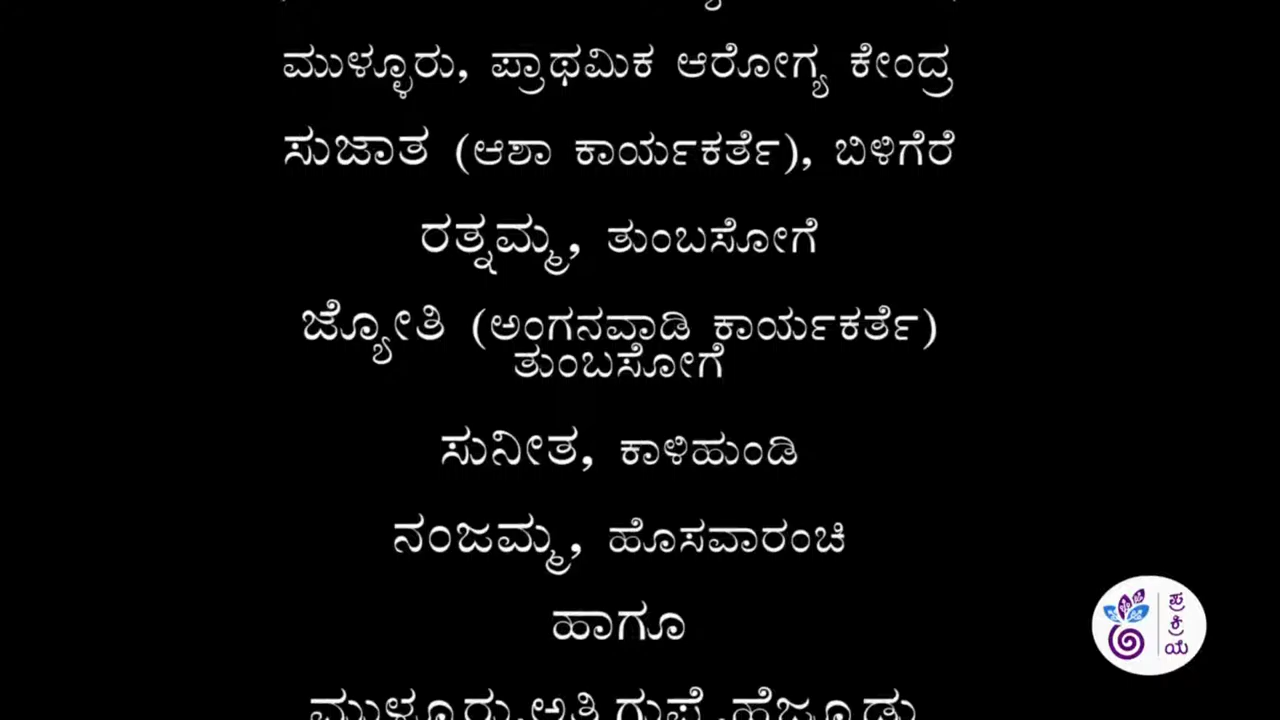 ಮುಳ್ಳೂರು, ಪ್ರಾಥಮಿಕ ಆರೋಗ್ಯ ಕೇಂದ್ರ
ಸುಜಾತ (ಆಶಾ ಕಾರ್ಯಕರ್ತೆ), ಬಿಳಿಗೆರೆ
ರತ್ನಮ್ಮ, ತುಂಬಸೋಗೆ
ಜ್ಯೋತಿ (ಅಂಗನವಾಡಿ ಕಾರ್ಯಕರ್ತೆ)
ತುಂಬಸೋಗೆ
ಸುನೀತ, ಕಾಳಿಹುಂಡಿ
ನಂಜಮ್ಮ, ಹೊಸವಾರಂಚಿ
ಹಾಗೂ
ಮುಳ್ಳೂರು,
ಪ್ರ
ಕ್ರಿ
ಯೆ